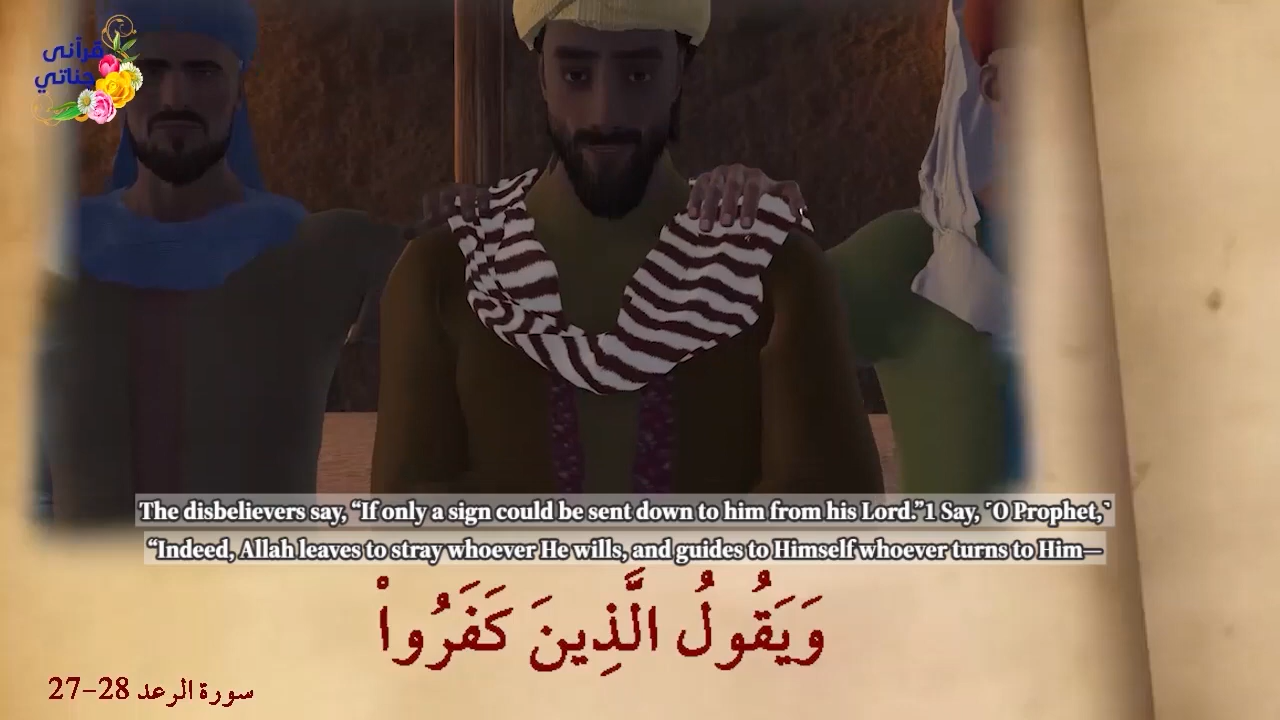 قرآنی
جناتي
The disbelievers say, “If only a sign could be sent down to him from his Lord.”1 Say, ˹O Prophet,˺
“Indeed, Allah leaves to stray whoever He wills, and guides to Himself whoever turns to Him—
وَيَقُولُ الَّذِينَ كَفَرُواْ
سورة الرعد 28-27